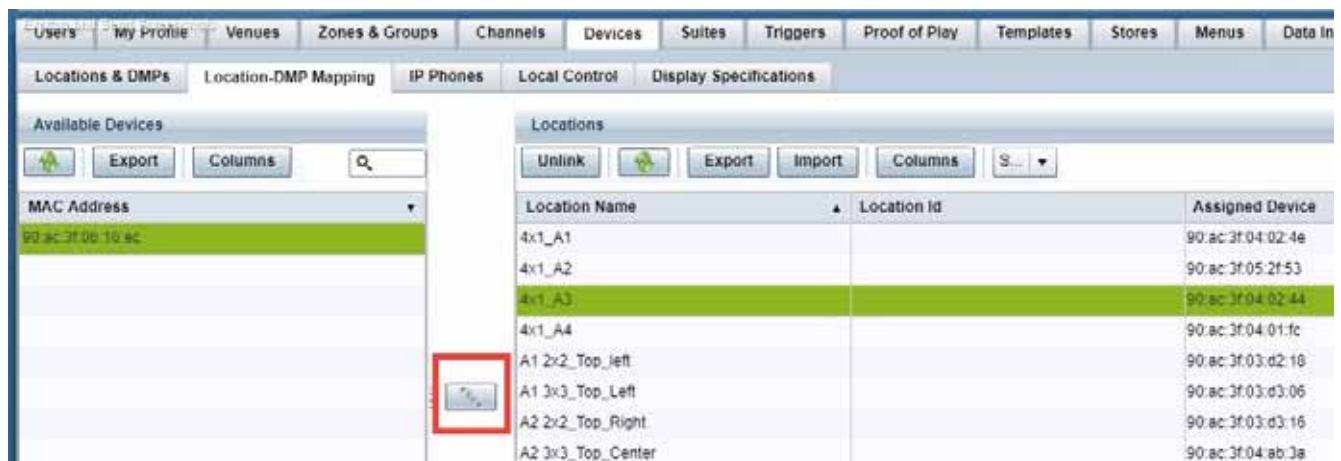 Users My Profile Venues Zones & Groups Channels Devices Suites Triggers Proof of Play Templates Stores Menus Data In
Locations & DMPs Location-DMP Mapping IP Phones Local Control Display Specifications
Available Devices
Export Columns
MAC Address
90:ac:3f:0b:10:ec
Locations
Unlink Export Import Columns S...
Location Name Location Id Assigned Device
4x1_A1 90:ac:3f:04:02:4e
4x1_A2 90:ac:3f:05:2f:53
4x1_A3 90:ac:3f:04:02:44
4x1_A4 90:ac:3f:04:01:fc
A1 2x2_Top_left 90:ac:3f:03:d2:18
A1 3x3_Top_Left 90:ac:3f:03:d3:06
A2 2x2_Top_Right 90:ac:3f:03:d3:16
A2 3x3_Top_Center 90:ac:3f:04:ab:3a